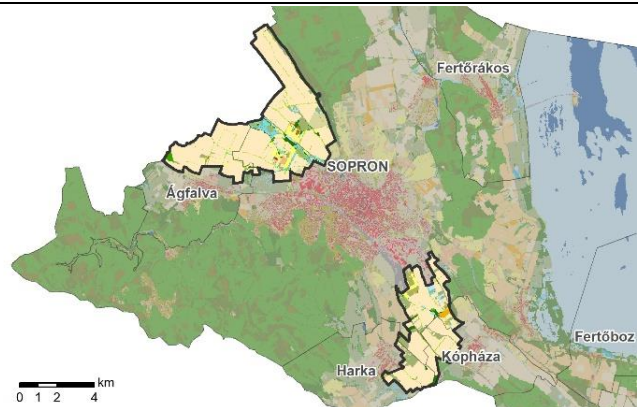 Fertőrákos
SOPRON
Ágfalva
Fertőboz
Harka
Kópháza
km
0 1 2 4